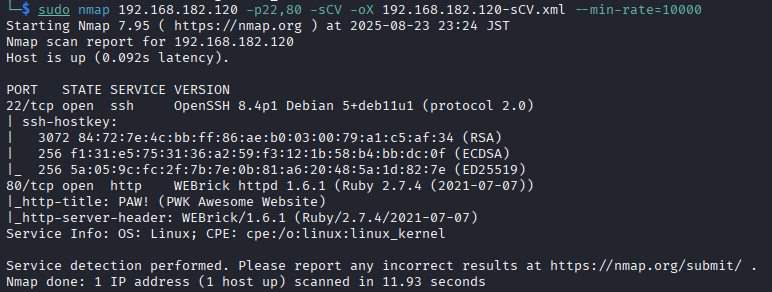 └─$ sudo nmap 192.168.182.120 -p22,80 -sCV -oX 192.168.182.120-sCV.xml --min-rate=10000
Starting Nmap 7.95 ( https://nmap.org ) at 2025-08-23 23:24 JST
Nmap scan report for 192.168.182.120
Host is up (0.092s latency).

PORT   STATE SERVICE VERSION
22/tcp open  ssh     OpenSSH 8.4p1 Debian 5+deb11u1 (protocol 2.0)
| ssh-hostkey:
|   3072 84:72:7e:4c:bb:ff:86:ae:b0:03:00:79:a1:c5:af:34 (RSA)
|   256 f1:31:e5:75:31:36:a2:59:f3:12:1b:58:b4:bb:dc:0f (ECDSA)
|_  256 5a:05:9c:fc:2f:7b:7e:0b:81:a6:20:48:5a:1d:82:7e (ED25519)
80/tcp open  http    WEBrick httpd 1.6.1 (Ruby 2.7.4 (2021-07-07))
|_http-title: PAW! (PWK Awesome Website)
|_http-server-header: WEBrick/1.6.1 (Ruby/2.7.4/2021-07-07)
Service Info: OS: Linux; CPE: cpe:/o:linux:linux_kernel

Service detection performed. Please report any incorrect results at https://nmap.org/submit/ .
Nmap done: 1 IP address (1 host up) scanned in 11.93 seconds